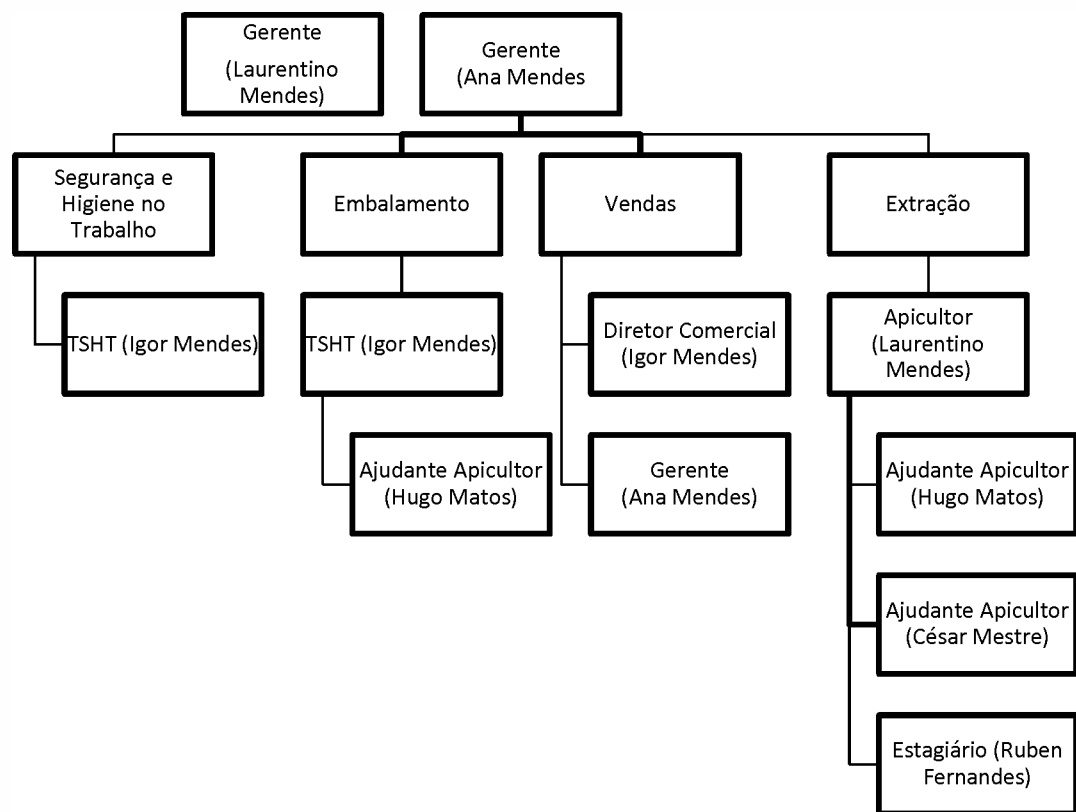 Gerente
(Laurentino
Mendes)
Gerente
(Ana Mendes
Segurança e
Higiene no
Trabalho
Embalamento
Vendas
Extração
TSHT (Igor Mendes)
TSHT (Igor Mendes)
Diretor Comercial
(Igor Mendes)
Apicultor
(Laurentino
Mendes)
Ajudante Apicultor
(Hugo Matos)
Gerente
(Ana Mendes)
Ajudante Apicultor
(Hugo Matos)
Ajudante Apicultor
(César Mestre)
Estagiário (Ruben
Fernandes)